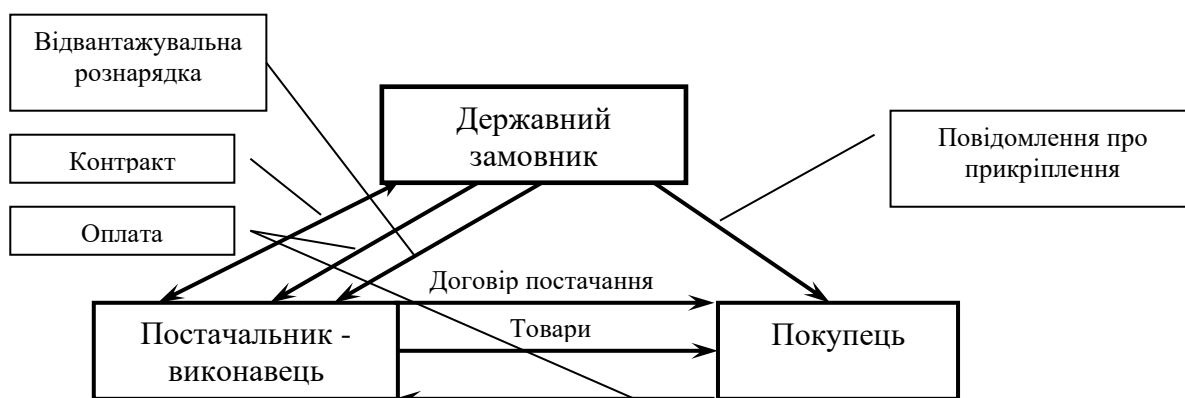 Відвантажувальна
рознарядка
Державний
замовник
Повідомлення про
прикріплення
Контракт
Оплата
Договір постачання
Товари
Постачальник -
виконавець
Покупець